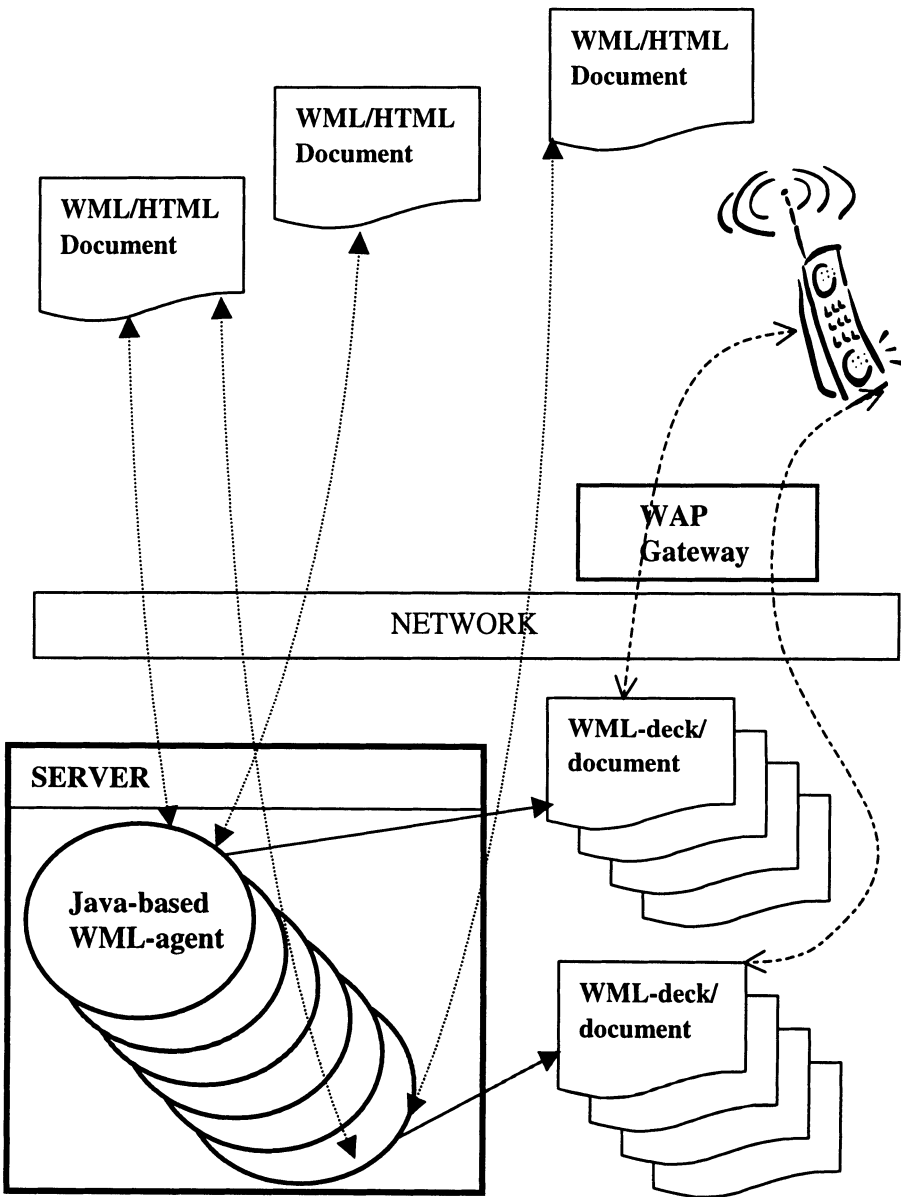 WML/HTML
Document
WML/HTML
Document
WML/HTML
Document
WAP
Gateway
NETWORK
WML-deck/
document
SERVER
Java-based
WML-agent
WML-deck/
document